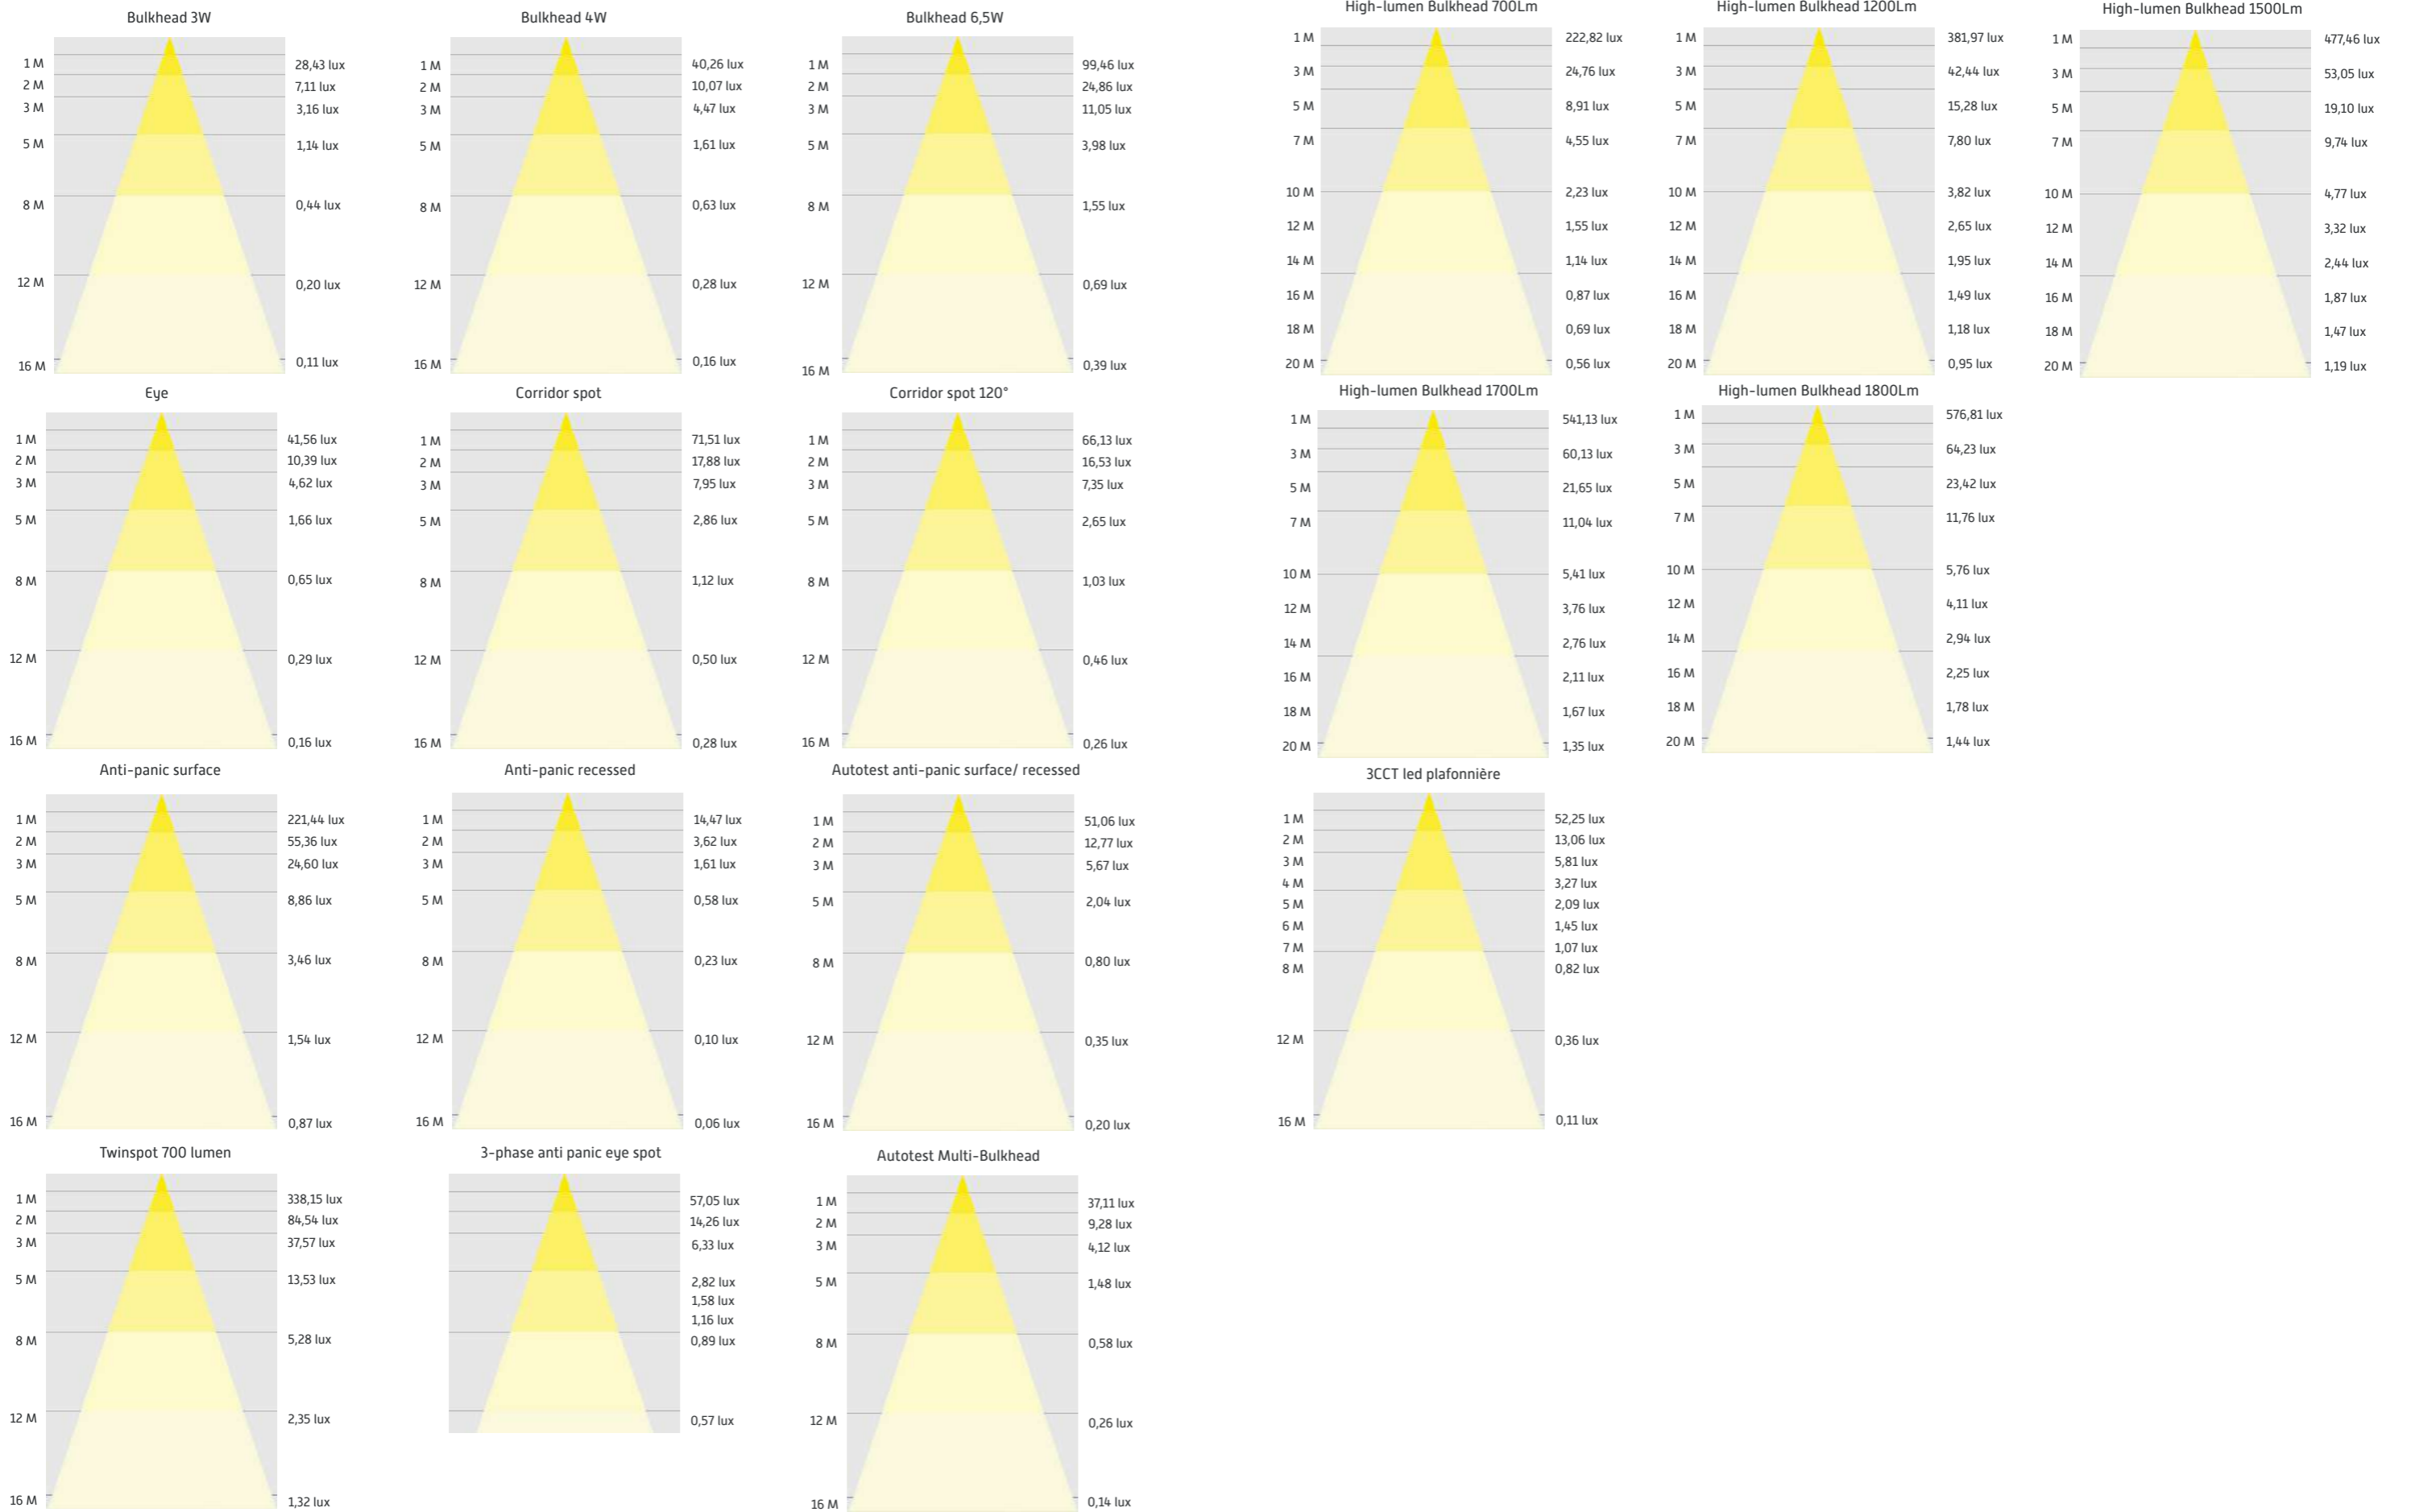 Bulkhead 3W
1 M 28,43 lux
2 M 7,11 lux
3 M 3,16 lux
5 M 1,14 lux
8 M 0,44 lux
12 M 0,20 lux
16 M 0,11 lux
Bulkhead 4W
1 M 40,26 lux
2 M 10,07 lux
3 M 4,47 lux
5 M 1,61 lux
8 M 0,63 lux
12 M 0,28 lux
16 M 0,16 lux
Bulkhead 6,5W
1 M 99,46 lux
2 M 24,86 lux
3 M 11,05 lux
5 M 3,98 lux
8 M 1,55 lux
12 M 0,69 lux
16 M 0,39 lux
High-lumen Bulkhead 700Lm
1 M 222,82 lux
3 M 24,76 lux
5 M 8,91 lux
7 M 4,55 lux
10 M 2,23 lux
12 M 1,55 lux
14 M 1,14 lux
16 M 0,87 lux
18 M 0,69 lux
20 M 0,56 lux
High-lumen Bulkhead 1200Lm
1 M 381,97 lux
3 M 42,44 lux
5 M 15,28 lux
7 M 7,80 lux
10 M 3,82 lux
12 M 2,65 lux
14 M 1,95 lux
16 M 1,49 lux
18 M 1,18 lux
20 M 0,95 lux
High-lumen Bulkhead 1500Lm
1 M 477,46 lux
3 M 53,05 lux
5 M 19,10 lux
7 M 9,74 lux
10 M 4,77 lux
12 M 3,32 lux
14 M 2,44 lux
16 M 1,87 lux
18 M 1,47 lux
20 M 1,19 lux
Eye
1 M 41,56 lux
2 M 10,39 lux
3 M 4,62 lux
5 M 1,66 lux
8 M 0,65 lux
12 M 0,29 lux
16 M 0,16 lux
Corridor spot
1 M 71,51 lux
2 M 17,88 lux
3 M 7,95 lux
5 M 2,86 lux
8 M 1,12 lux
12 M 0,50 lux
16 M 0,28 lux
Corridor spot 120°
1 M 66,13 lux
2 M 16,53 lux
3 M 7,35 lux
5 M 2,65 lux
8 M 1,03 lux
12 M 0,46 lux
16 M 0,26 lux
High-lumen Bulkhead 1700Lm
1 M 541,13 lux
3 M 60,13 lux
5 M 21,65 lux
7 M 11,04 lux
10 M 5,41 lux
12 M 3,76 lux
14 M 2,76 lux
16 M 2,11 lux
18 M 1,67 lux
20 M 1,35 lux
High-lumen Bulkhead 1800Lm
1 M 576,81 lux
3 M 64,23 lux
5 M 23,42 lux
7 M 11,76 lux
10 M 5,76 lux
12 M 4,11 lux
14 M 2,94 lux
16 M 2,25 lux
18 M 1,78 lux
20 M 1,44 lux
Anti-panic surface
1 M 221,44 lux
2 M 55,36 lux
3 M 24,60 lux
5 M 8,86 lux
8 M 3,46 lux
12 M 1,54 lux
16 M 0,87 lux
Anti-panic recessed
1 M 14,47 lux
2 M 3,62 lux
3 M 1,61 lux
5 M 0,58 lux
8 M 0,23 lux
12 M 0,10 lux
16 M 0,06 lux
Autotest anti-panic surface/ recessed
1 M 51,06 lux
2 M 12,77 lux
3 M 5,67 lux
5 M 2,04 lux
8 M 0,80 lux
12 M 0,35 lux
16 M 0,20 lux
3CCT led plafonnière
1 M 52,25 lux
2 M 13,06 lux
3 M 5,81 lux
4 M 3,27 lux
5 M 2,09 lux
6 M 1,45 lux
7 M 1,07 lux
8 M 0,82 lux
12 M 0,36 lux
16 M 0,11 lux
Twinspot 700 lumen
1 M 338,15 lux
2 M 84,54 lux
3 M 37,57 lux
5 M 13,53 lux
8 M 5,28 lux
12 M 2,35 lux
16 M 1,32 lux
3-phase anti panic eye spot
57,05 lux
14,26 lux
6,33 lux
2,82 lux
1,58 lux
1,16 lux
0,89 lux
0,57 lux
Autotest Multi-Bulkhead
1 M 37,11 lux
2 M 9,28 lux
3 M 4,12 lux
5 M 1,48 lux
8 M 0,58 lux
12 M 0,26 lux
16 M 0,14 lux